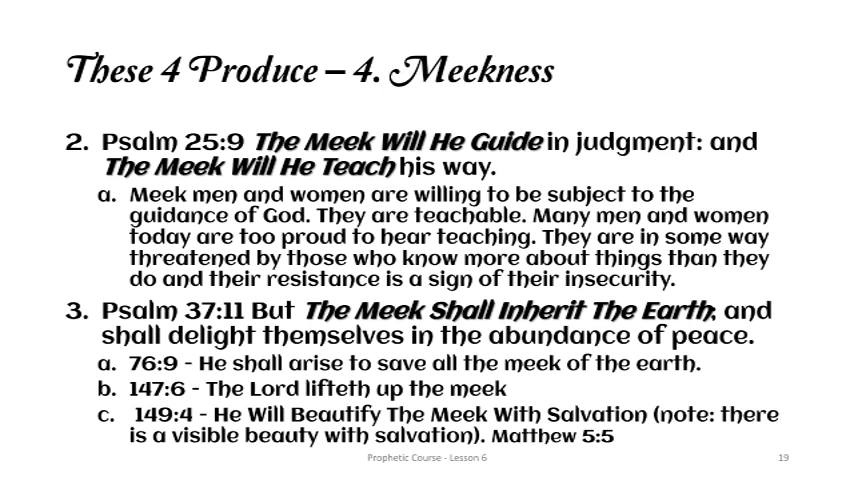 These 4 Produce – 4. Meekness
2. Psalm 25:9 The Meek Will He Guide in judgment: and
The Meek Will He Teach his way.
a. Meek men and women are willing to be subject to the
guidance of God. They are teachable. Many men and women
today are too proud to hear teaching. They are in some way
threatened by those who know more about things than they
do and their resistance is a sign of their insecurity.
3. Psalm 37:11 But The Meek Shall Inherit The Earth; and
shall delight themselves in the abundance of peace.
a. 76:9 - He shall arise to save all the meek of the earth.
b. 147:6 - The Lord lifteth up the meek
c. 149:4 - He Will Beautify The Meek With Salvation (note: there
is a visible beauty with salvation). Matthew 5:5
Prophetic Course - Lesson 6
19